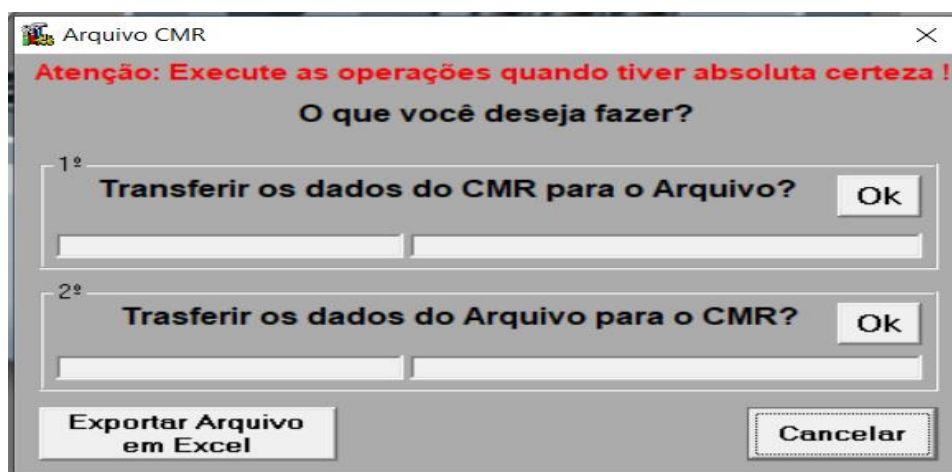 Arquivo CMR
Atenção: Execute as operações quando tiver absoluta certeza !
O que você deseja fazer?
1º
Transferir os dados do CMR para o Arquivo?
Ok
2º
Trasferir os dados do Arquivo para o CMR?
Ok
Exportar Arquivo
em Excel
Cancelar